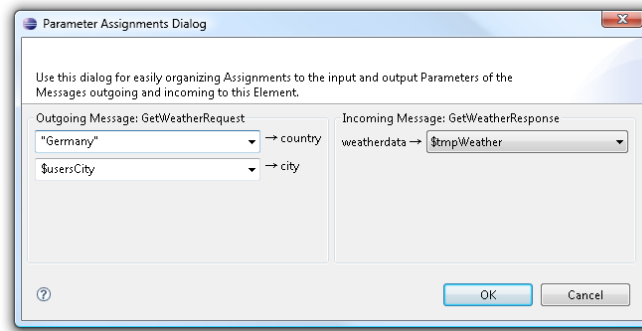 Parameter Assignments Dialog
Use this dialog for easily organizing Assignments to the input and output Parameters of the
Messages outgoing and incoming to this Element.
Outgoing Message: GetWeatherRequest
"Germany" → country
$usersCity → city
Incoming Message: GetWeatherResponse
weatherdata → $tmpWeather
?
OK Cancel